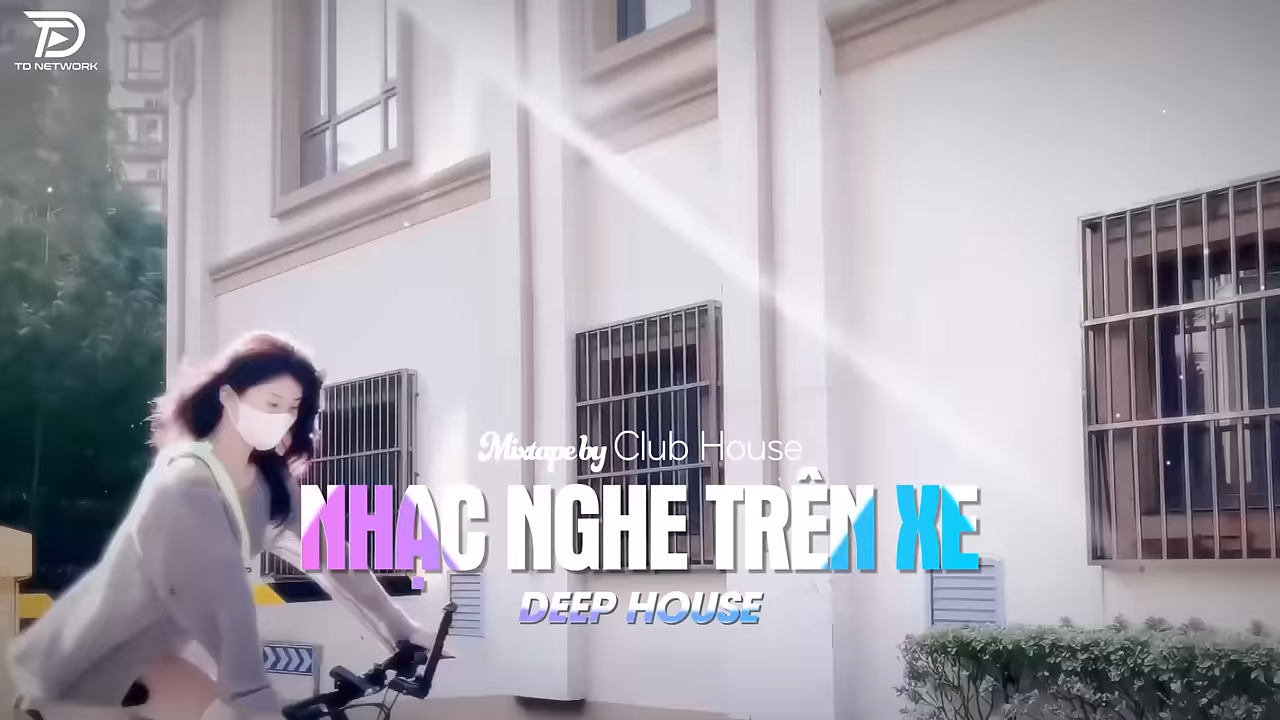 TD NETWORK
Mixtape by Club House
NHẠC NGHE TRÊN XE
DEEP HOUSE